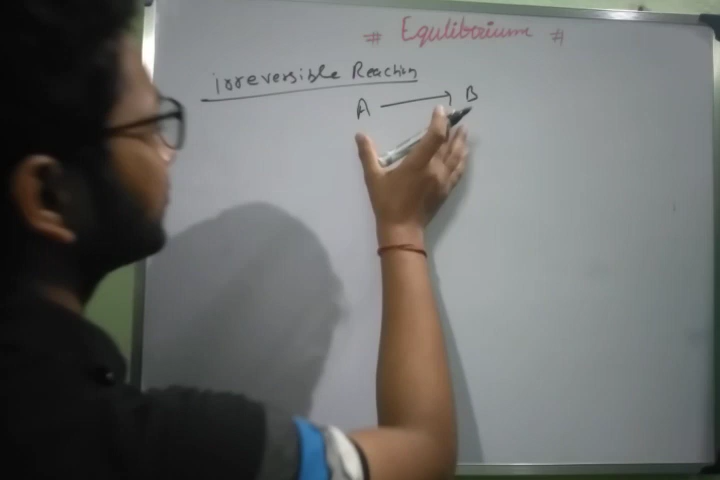 # Equlibrium #
irreversible Reaction
A → B